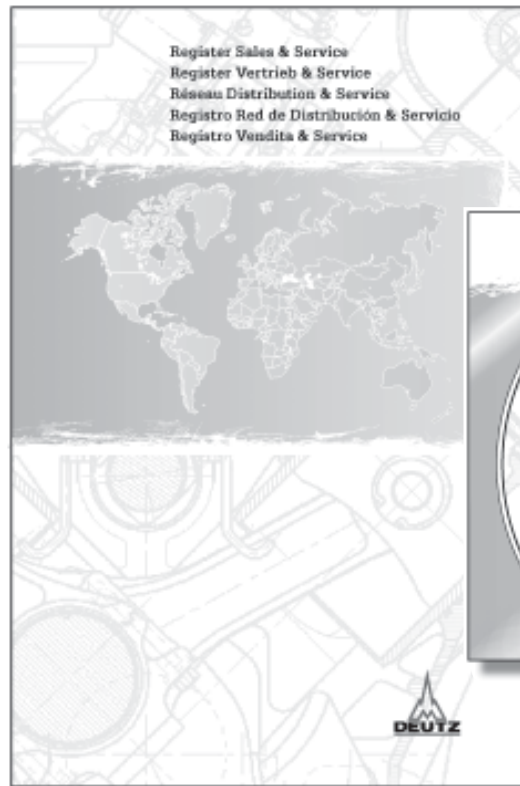 Register Sales & Service
Register Vertrieb & Service
Réseau Distribution & Service
Registro Red de Distribución & Servicio
Registro Vendita & Service
DEUTZ